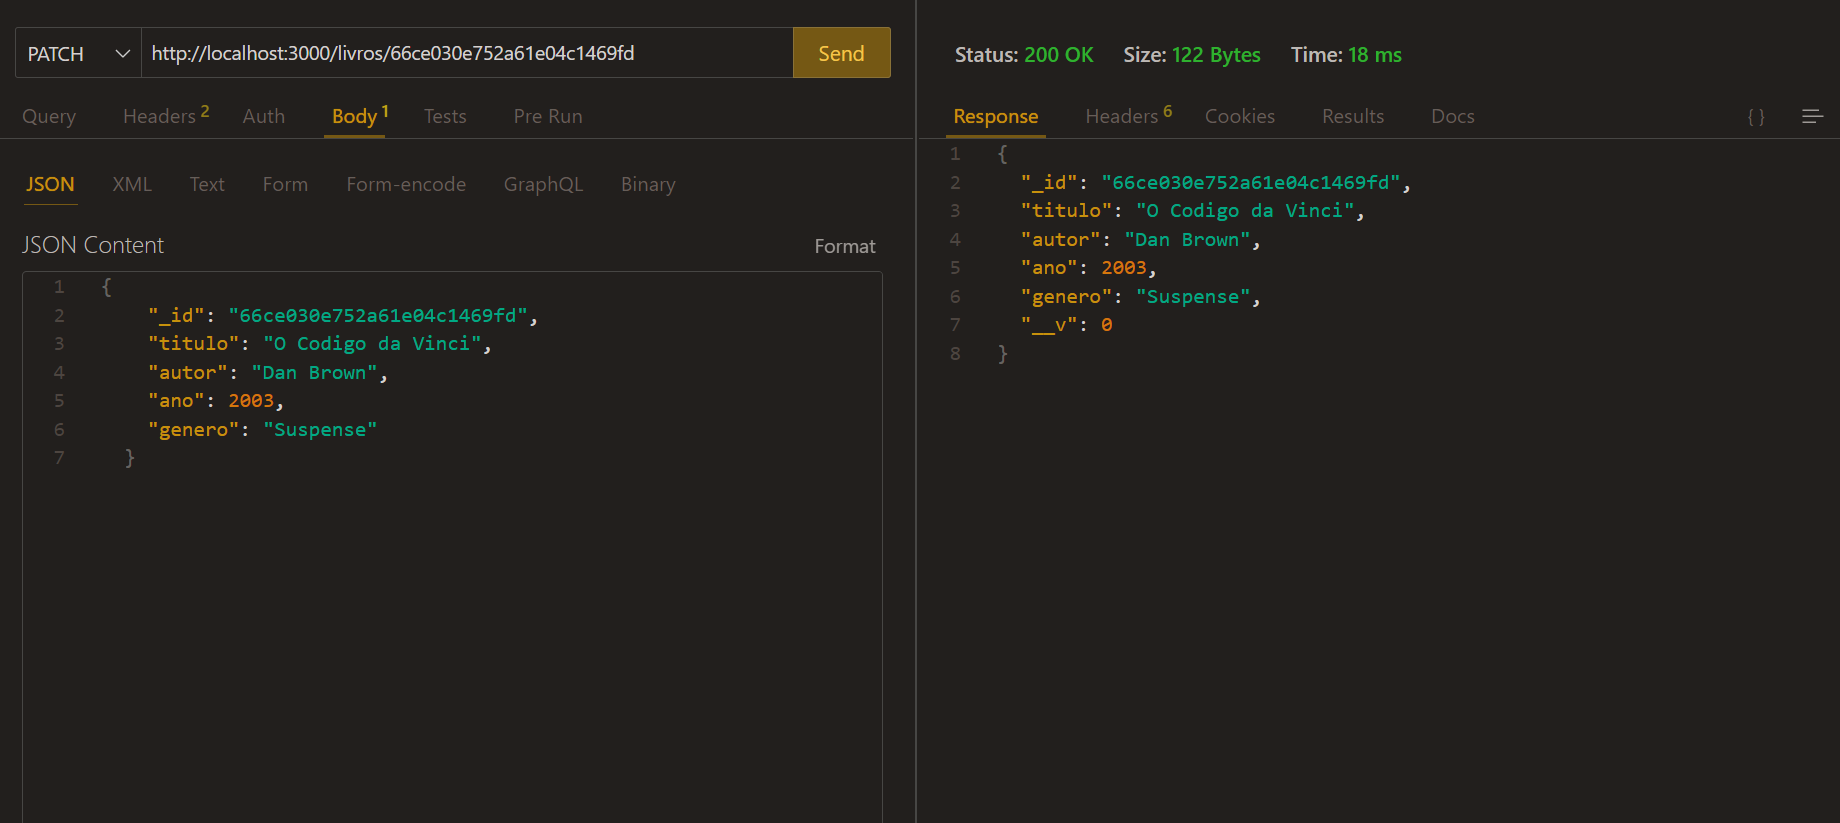 PATCH http://localhost:3000/livros/66ce030e752a61e04c1469fd Send
Query Headers 2 Auth Body 1 Tests Pre Run
JSON XML Text Form Form-encode GraphQL Binary
JSON Content Format
1 {
2 "_id": "66ce030e752a61e04c1469fd",
3 "titulo": "O Codigo da Vinci",
4 "autor": "Dan Brown",
5 "ano": 2003,
6 "genero": "Suspense"
7 }
Status: 200 OK Size: 122 Bytes Time: 18 ms
Response Headers 6 Cookies Results Docs { }
1 {
2 "_id": "66ce030e752a61e04c1469fd",
3 "titulo": "O Codigo da Vinci",
4 "autor": "Dan Brown",
5 "ano": 2003,
6 "genero": "Suspense",
7 "__v": 0
8 }